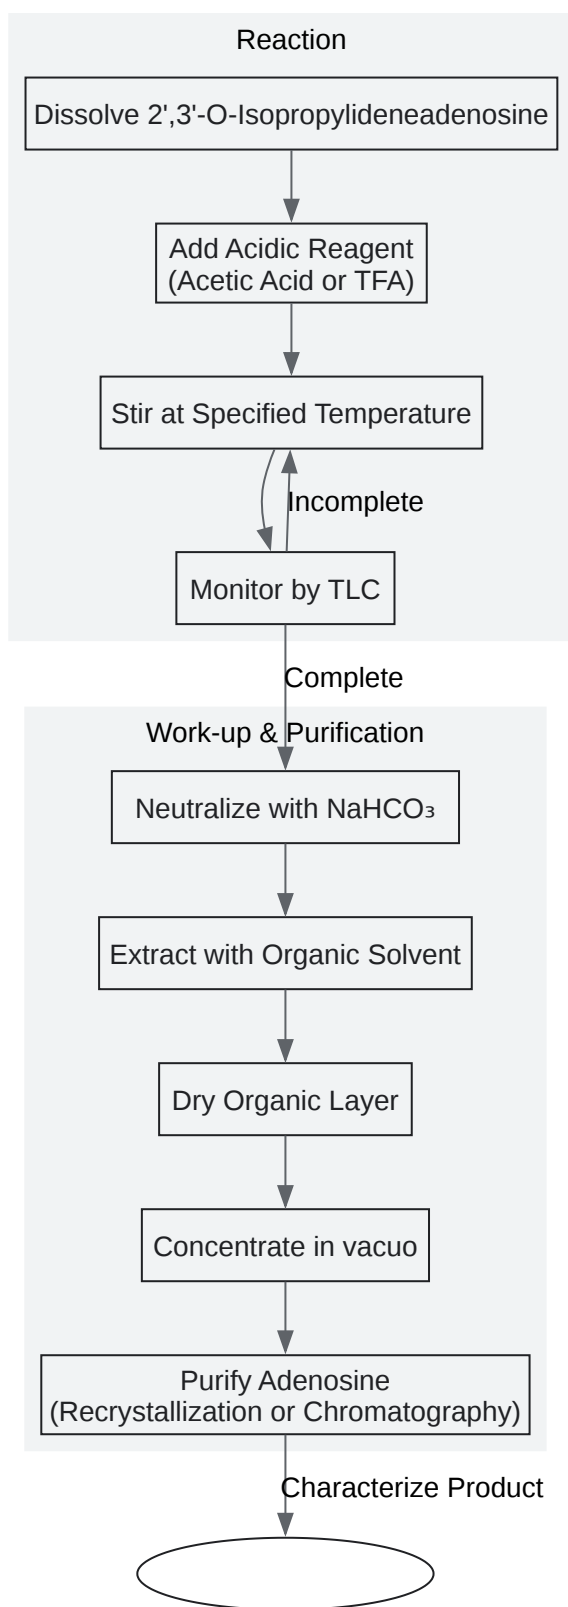 Reaction
Dissolve 2',3'-O-Isopropylideneadenosine
Add Acidic Reagent
(Acetic Acid or TFA)
Stir at Specified Temperature
Incomplete
Monitor by TLC
Complete
Work-up & Purification
Neutralize with NaHCO₃
Extract with Organic Solvent
Dry Organic Layer
Concentrate in vacuo
Purify Adenosine
(Recrystallization or Chromatography)
Characterize Product